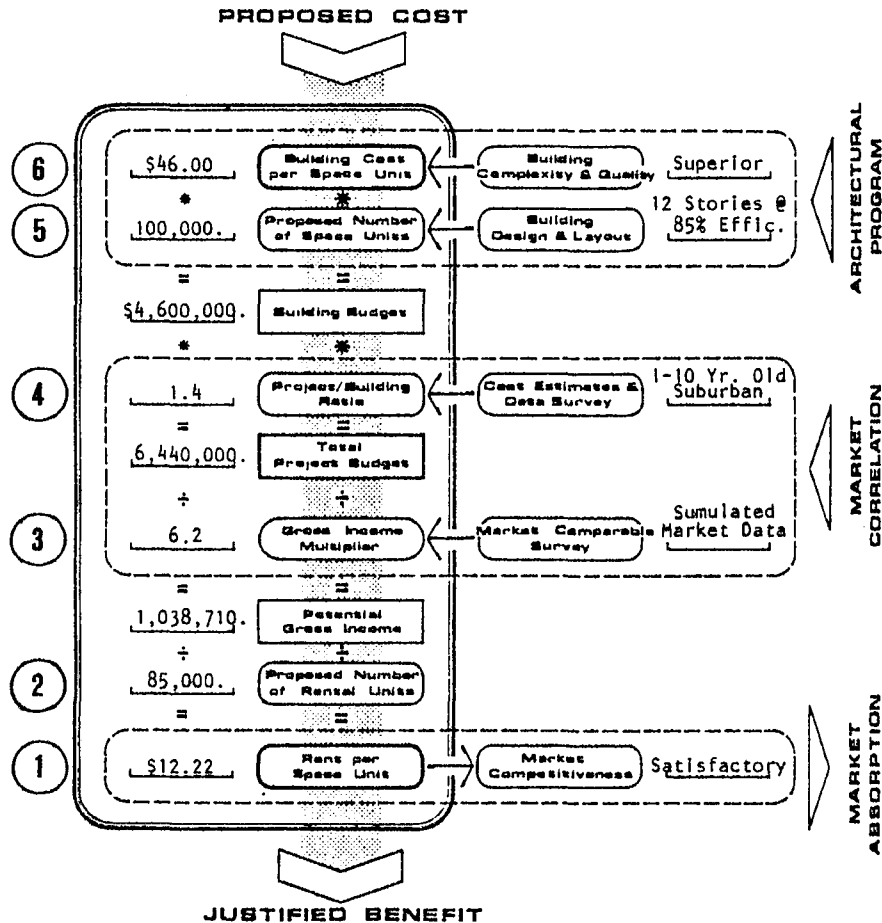 PROPOSED COST
6
$46.00
Building Cost
per Space Unit
Building
Complexity & Quality
Superior
*
*
5
100,000.
Proposed Number
of Space Units
Building
Design & Layout
12 Stories @
85% Effic.
ARCHITECTURAL
PROGRAM
=
=
$4,600,000.
Building Budget
*
*
4
1.4
Project/Building
Ratio
Cost Estimates &
Data Survey
1-10 Yr. Old
Suburban
=
=
6,440,000.
Total
Project Budget
÷
÷
3
6.2
Gross Income
Multiplier
Market Comparable
Survey
Sumulated
Market Data
MARKET
CORRELATION
=
=
1,038,710.
Potential
Gross Income
÷
÷
2
85,000.
Proposed Number
of Rental Units
=
=
1
$12.22
Rent per
Space Unit
Market
Competitiveness
Satisfactory
MARKET
ABSORPTION
JUSTIFIED BENEFIT